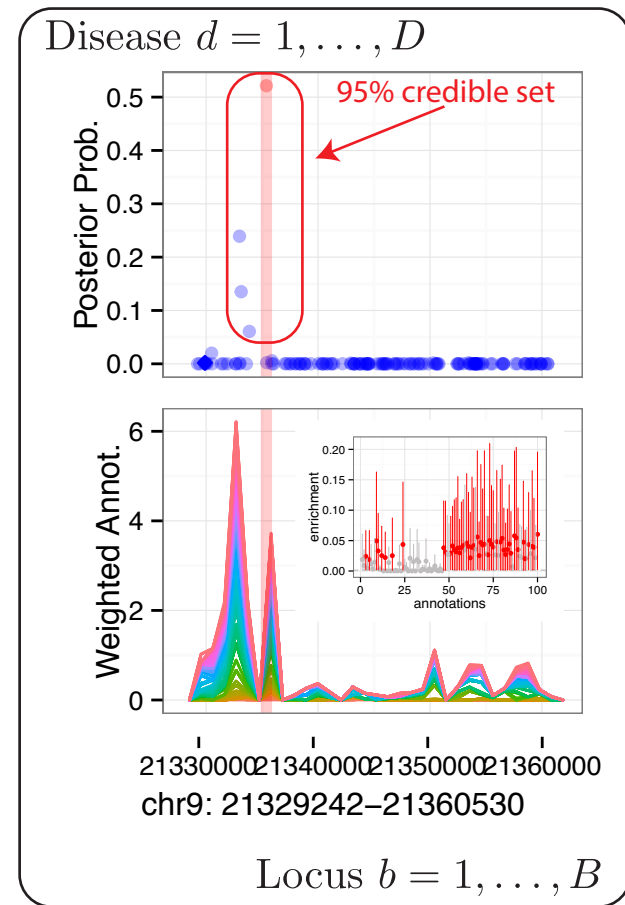 Disease d = 1, . . . , D
95% credible set
Posterior Prob.
0.5
0.4
0.3
0.2
0.1
0.0
Weighted Annot.
6
4
2
0
enrichment
0.20
0.15
0.10
0.05
0.00
0 25 50 75 100
annotations
21330000 21340000 21350000 21360000
chr9: 21329242−21360530
Locus b = 1, . . . , B